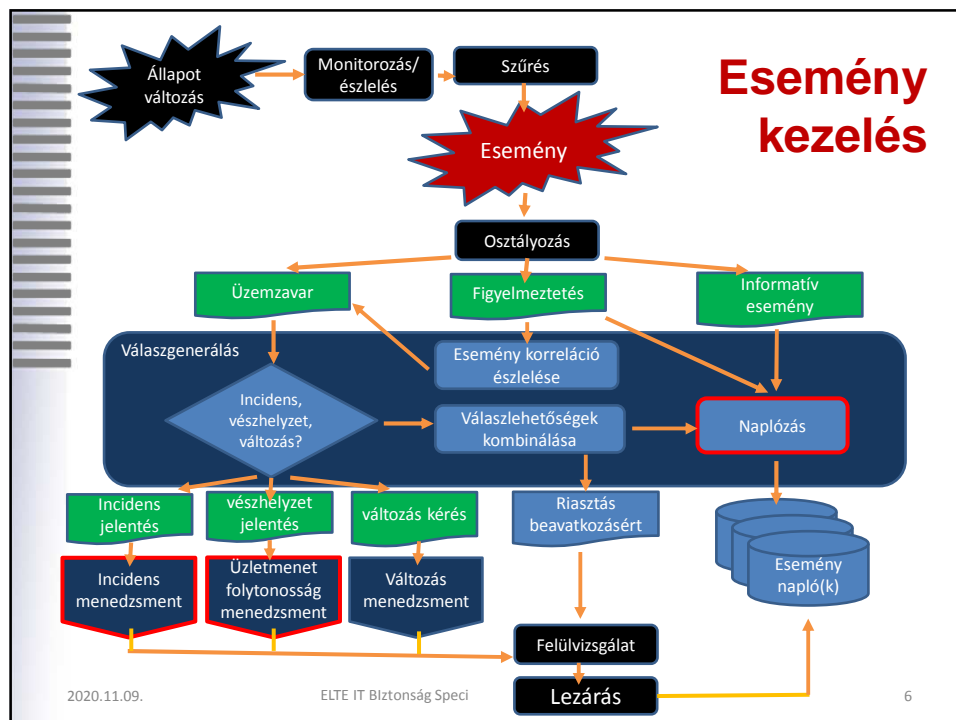 Esemény
kezelés
Állapot
változás
Monitorozás/
észlelés
Szűrés
Esemény
Osztályozás
Üzemzavar
Figyelmeztetés
Informatív
esemény
Válaszgenerálás
Esemény korreláció
észlelése
Incidens,
vészhelyzet,
változás?
Válaszlehetőségek
kombinálása
Naplózás
Incidens
jelentés
vészhelyzet
jelentés
változás kérés
Riasztás
beavatkozásért
Esemény
napló(k)
Incidens
menedzsment
Üzletmenet
folytonosság
menedzsment
Változás
menedzsment
Felülvizsgálat
Lezárás
2020.11.09.
ELTE IT BIztonság Speci
6